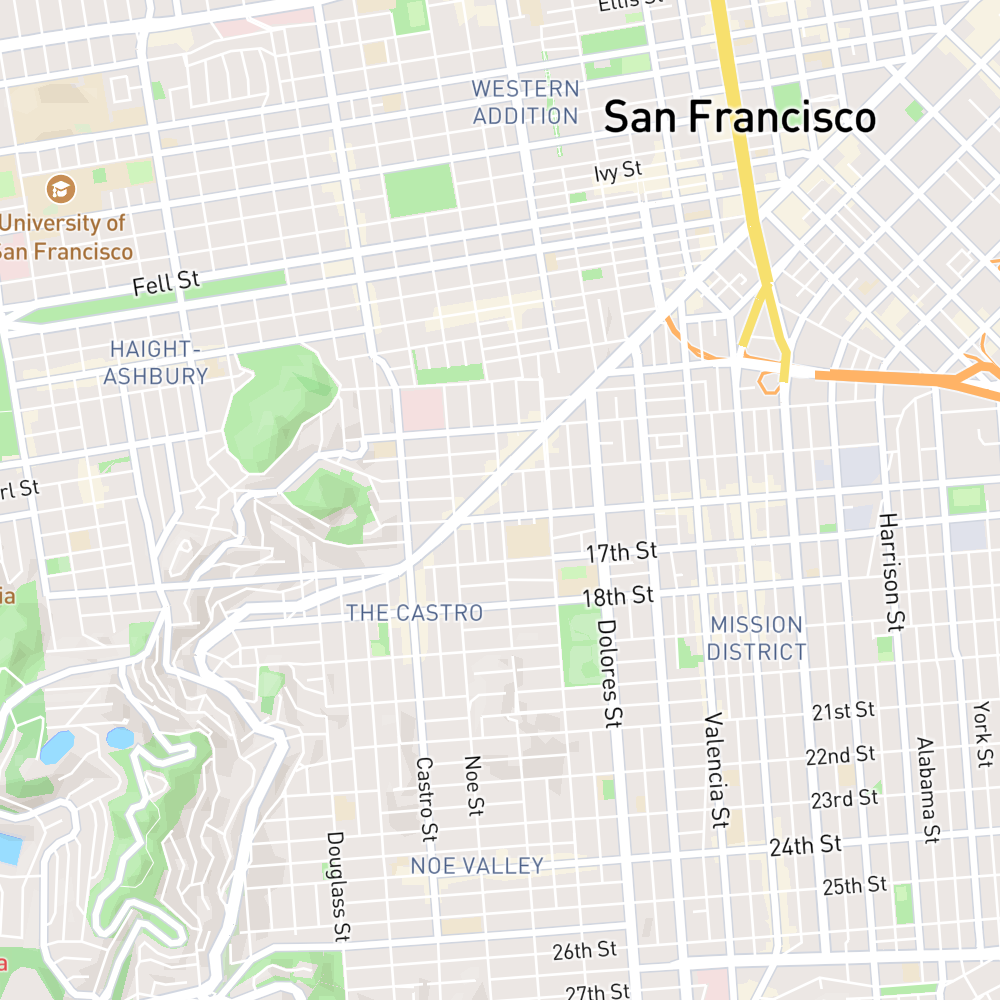 Ellis St
WESTERN
ADDITION
San Francisco
Ivy St
University of
San Francisco
Fell St
HAIGHT-
ASHBURY
rl St
17th St
Harrison St
ia
18th St
THE CASTRO
MISSION
DISTRICT
Dolores St
21st St
York St
Valencia St
22nd St
Alabama St
Castro St
Noe St
23rd St
24th St
Douglass St
NOE VALLEY
25th St
26th St
a
27th St